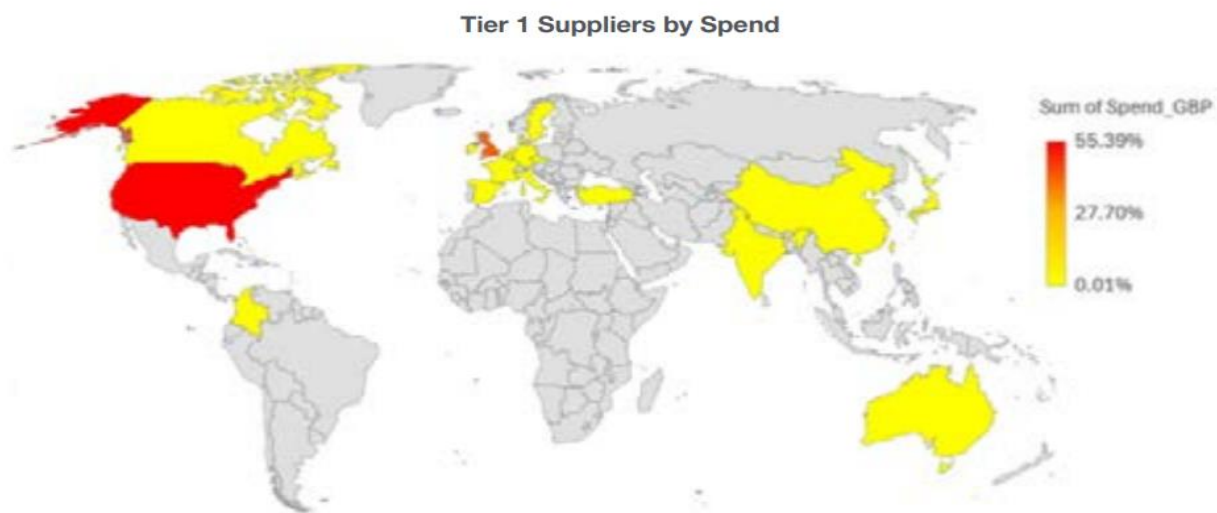 Tier 1 Suppliers by Spend
Sum of Spend_GBP
55.39%
27.70%
0.01%